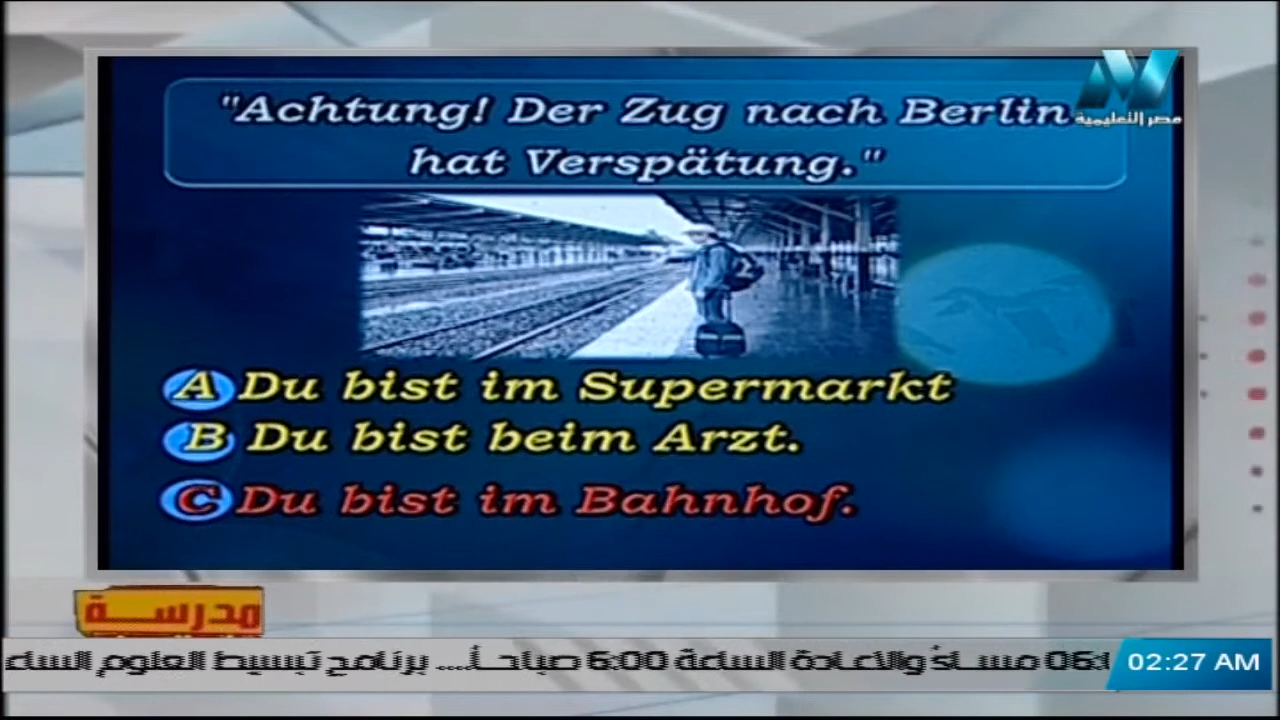 "Achtung! Der Zug nach Berlin
hat Verspätung."
مصر التعليمية
A Du bist im Supermarkt
B Du bist beim Arzt.
C Du bist im Bahnhof.
مدرسة
06:0 مساءً والاعادة الساعة 6:00 صباحاً.... برنامج تبسيط العلوم
02:27 AM